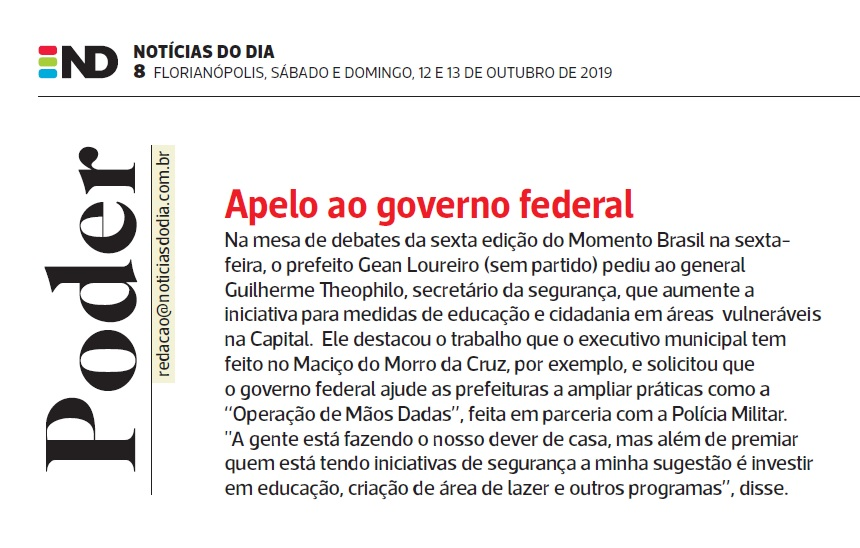 ND
NOTÍCIAS DO DIA
8 FLORIANÓPOLIS, SÁBADO E DOMINGO, 12 E 13 DE OUTUBRO DE 2019
Poder
redacao@noticiasdodia.com.br
Apelo ao governo federal
Na mesa de debates da sexta edição do Momento Brasil na sexta-
feira, o prefeito Gean Loureiro (sem partido) pediu ao general
Guilherme Theophilo, secretário da segurança, que aumente a
iniciativa para medidas de educação e cidadania em áreas vulneráveis
na Capital. Ele destacou o trabalho que o executivo municipal tem
feito no Maciço do Morro da Cruz, por exemplo, e solicitou que
o governo federal ajude as prefeituras a ampliar práticas como a
“Operação de Mãos Dadas”, feita em parceria com a Polícia Militar.
"A gente está fazendo o nosso dever de casa, mas além de premiar
quem está tendo iniciativas de segurança a minha sugestão é investir
em educação, criação de área de lazer e outros programas”, disse.